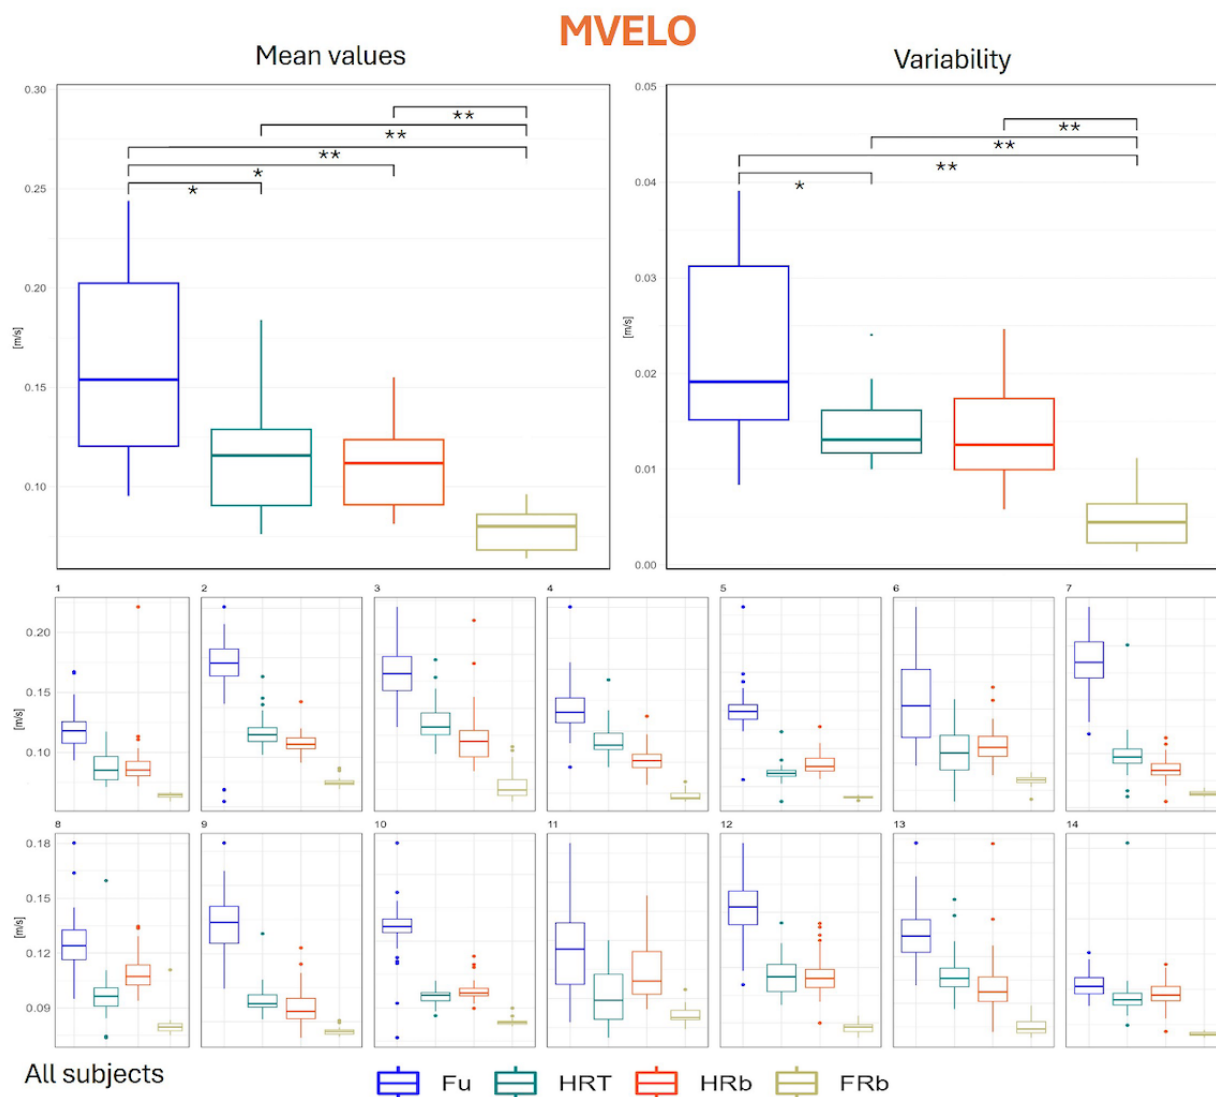 MVELO
Mean values
Variability
0.30
0.25
0.20
0.15
0.10
[m/s]
**
**
**
*
*
0.05
0.04
0.03
0.02
0.01
0.00
[m/s]
**
**
**
*
1 2 3 4 5 6 7
0.20
0.15
0.10
[m/s]
8 9 10 11 12 13 14
0.18
0.15
0.12
0.09
[m/s]
All subjects
Fu HRT HRb FRb